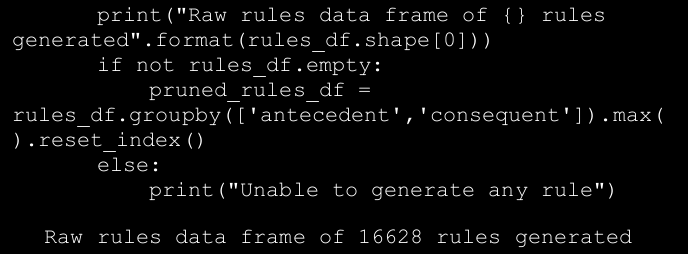 print("Raw rules data frame of {} rules
generated".format(rules_df.shape[0]))
if not rules_df.empty:
pruned_rules_df =
rules_df.groupby(['antecedent','consequent']).max(
).reset_index()
else:
print("Unable to generate any rule")
Raw rules data frame of 16628 rules generated